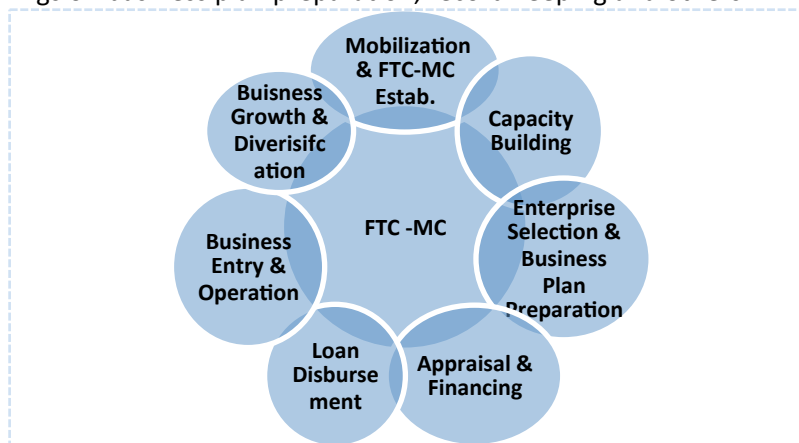 Mobilization
& FTC-MC
Estab.
Capacity
Building
Enterprise
Selection &
Business
Plan
Preparation
Appraisal &
Financing
Loan
Disburse
ment
Business
Entry &
Operation
Buisness
Growth &
Diverisifc
ation
FTC -MC